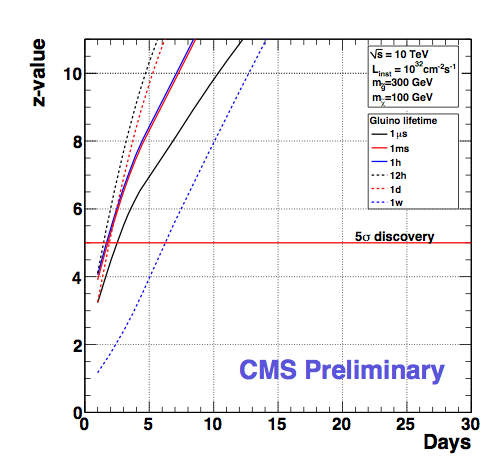 z-value
10
8
6
4
2
0
√s = 10 TeV
L_inst = 10^32 cm^-2 s^-1
m_g̃=300 GeV
m_χ̃=100 GeV
Gluino lifetime
1μs
1ms
1h
12h
1d
1w
5σ discovery
CMS Preliminary
0 5 10 15 20 25 30
Days